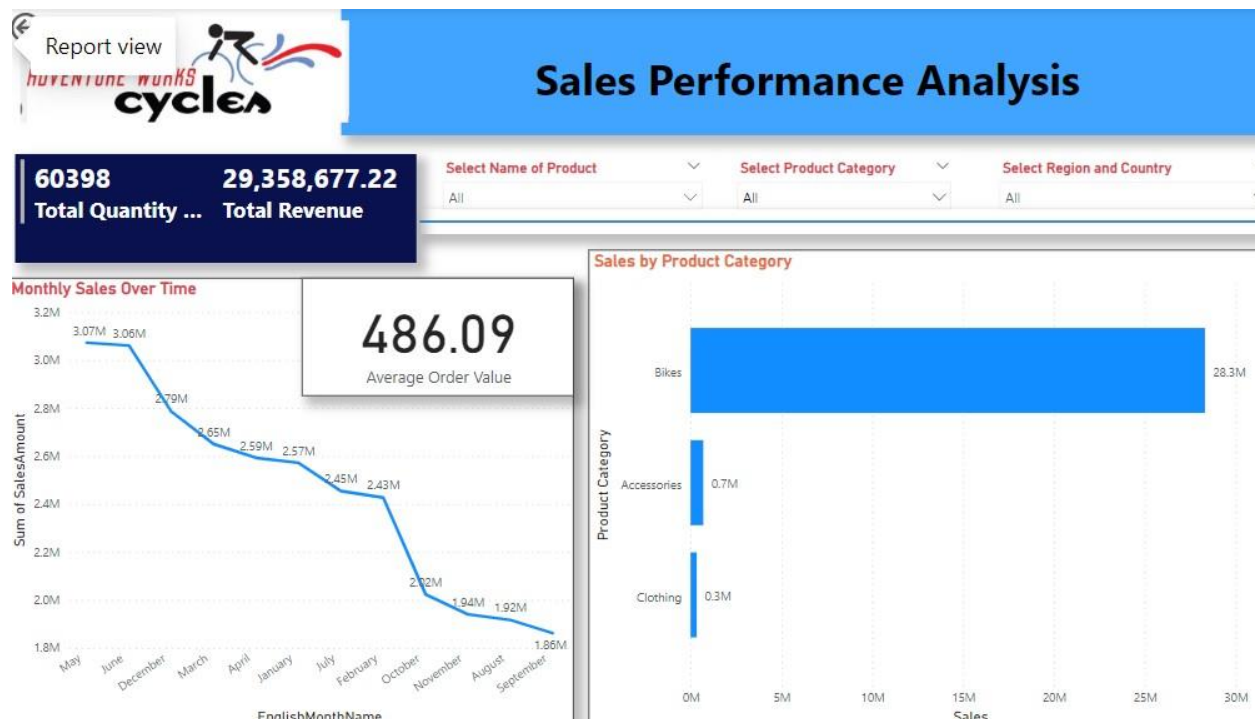 Report view
ADVENTURE WORKS
cycles
Sales Performance Analysis
60398
Total Quantity ...
29,358,677.22
Total Revenue
Select Name of Product
All
Select Product Category
All
Select Region and Country
All
Monthly Sales Over Time
486.09
Average Order Value
Sum of SalesAmount
3.2M
3.0M
2.8M
2.6M
2.4M
2.2M
2.0M
1.8M
3.07M
3.06M
2.79M
2.65M
2.59M
2.57M
2.45M
2.43M
2.02M
1.94M
1.92M
1.86M
May
June
December
March
April
January
July
February
October
November
August
September
EnglishMonthName
Sales by Product Category
Product Category
Bikes
28.3M
Accessories
0.7M
Clothing
0.3M
0M
5M
10M
15M
20M
25M
30M
Sales